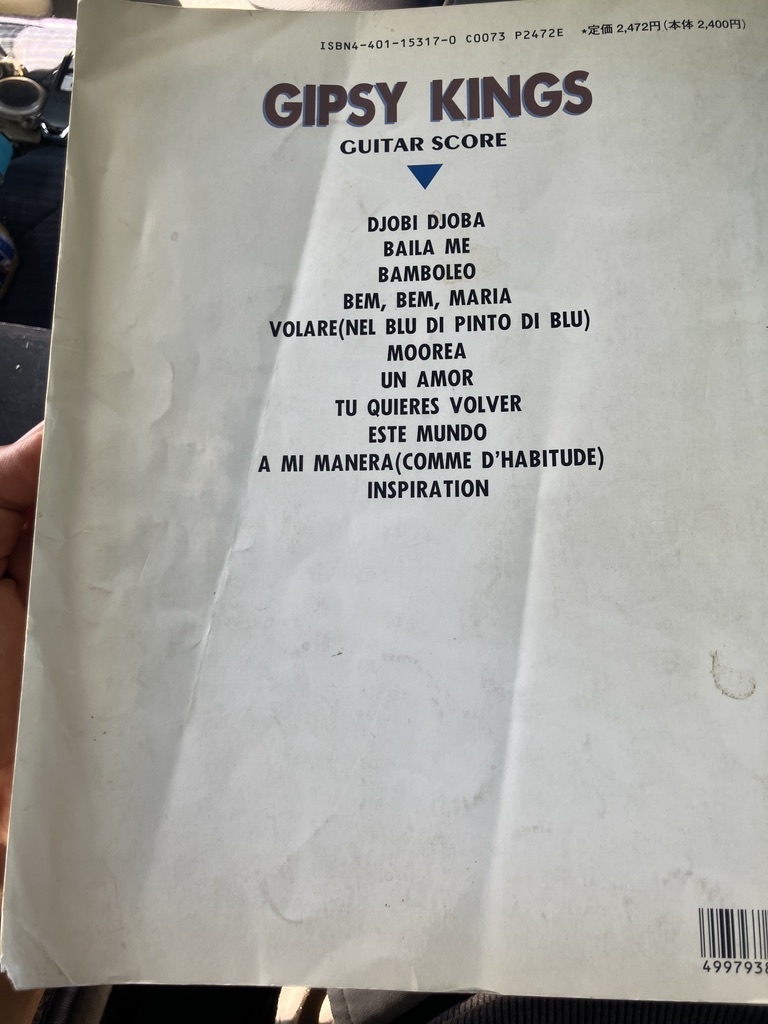 ISBN4-401-15317-0 C0073 P2472E *定価 2,472円(本体 2,400円)
GIPSY KINGS
GUITAR SCORE
DJOBI DJOBA
BAILA ME
BAMBOLEO
BEM, BEM, MARIA
VOLARE(NEL BLU DI PINTO DI BLU)
MOOREA
UN AMOR
TU QUIERES VOLVER
ESTE MUNDO
A MI MANERA(COMME D'HABITUDE)
INSPIRATION